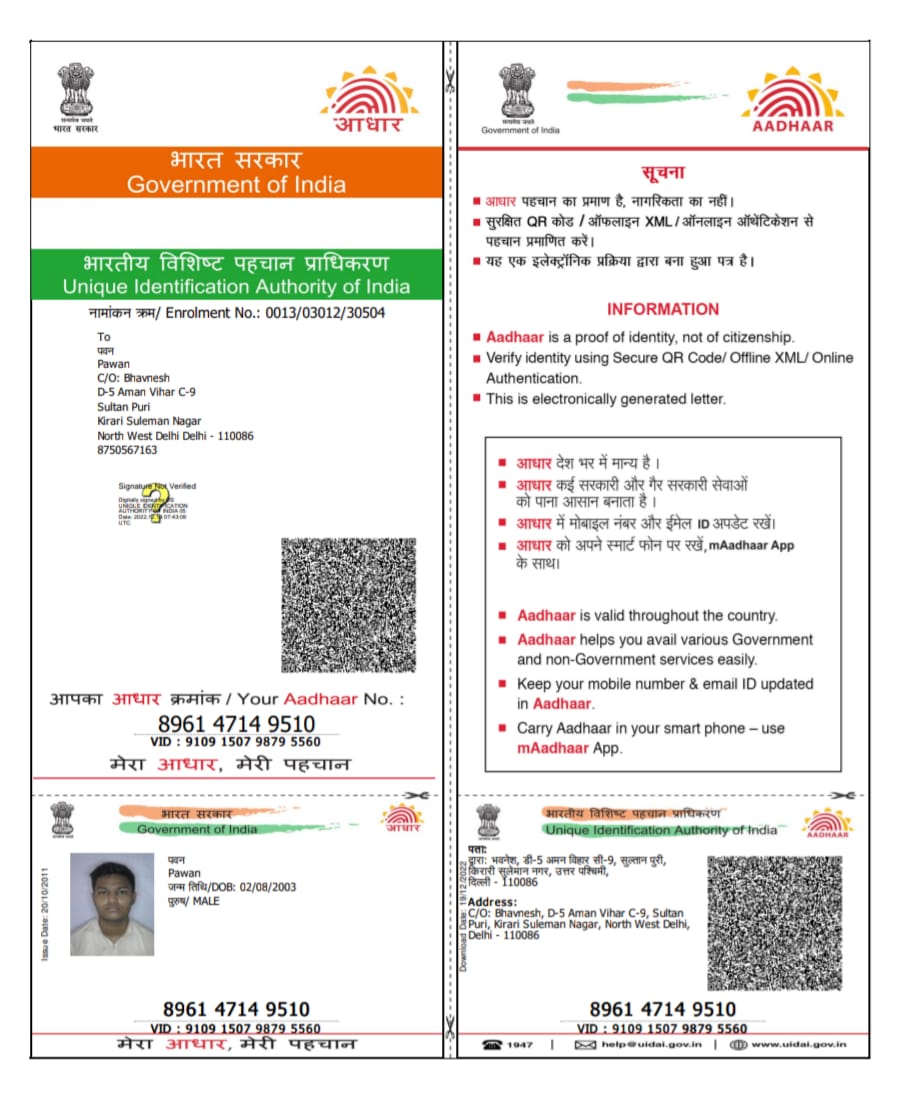 सत्यमेव जयते
भारत सरकार
आधार
भारत सरकार
Government of India
भारतीय विशिष्ट पहचान प्राधिकरण
Unique Identification Authority of India
नामांकन क्रम/ Enrolment No.: 0013/03012/30504
To
पवन
Pawan
C/O: Bhavnesh
D-5 Aman Vihar C-9
Sultan Puri
Kirari Suleman Nagar
North West Delhi Delhi - 110086
8750567163
Signature Not Verified
Digitally signed by DS
UNIQUE IDENTIFICATION
AUTHORITY OF INDIA 05
UTC
आपका आधार क्रमांक / Your Aadhaar No. :
8961 4714 9510
VID : 9109 1507 9879 5560
मेरा आधार, मेरी पहचान
सत्यमेव जयते
Government of India
AADHAAR
सूचना
आधार पहचान का प्रमाण है, नागरिकता का नहीं।
सुरक्षित QR कोड / ऑफलाइन XML / ऑनलाइन ऑथेंटिकेशन से
पहचान प्रमाणित करें।
यह एक इलेक्ट्रॉनिक प्रक्रिया द्वारा बना हुआ पत्र है।
INFORMATION
Aadhaar is a proof of identity, not of citizenship.
Verify identity using Secure QR Code/ Offline XML/ Online
Authentication.
This is electronically generated letter.
आधार देश भर में मान्य है ।
आधार कई सरकारी और गैर सरकारी सेवाओं
को पाना आसान बनाता है ।
आधार में मोबाइल नंबर और ईमेल ID अपडेट रखें।
आधार को अपने स्मार्ट फोन पर रखें, mAadhaar App
के साथ।
Aadhaar is valid throughout the country.
Aadhaar helps you avail various Government
and non-Government services easily.
Keep your mobile number & email ID updated
in Aadhaar.
Carry Aadhaar in your smart phone – use
mAadhaar App.
भारत सरकार
Government of India
आधार
Issue Date: 20/10/2011
पवन
Pawan
जन्म तिथि/DOB: 02/08/2003
पुरुष/ MALE
8961 4714 9510
VID : 9109 1507 9879 5560
मेरा आधार, मेरी पहचान
भारतीय विशिष्ट पहचान प्राधिकरण
Unique Identification Authority of India
AADHAAR
Download Date: 19/12/2022
पता:
द्वारा: भवनेश, डी-5 अमन विहार सी-9, सुल्तान पुरी,
किरारी सुलेमान नगर, उत्तर पश्चिमी,
दिल्ली - 110086
Address:
C/O: Bhavnesh, D-5 Aman Vihar C-9, Sultan
Puri, Kirari Suleman Nagar, North West Delhi,
Delhi - 110086
8961 4714 9510
VID : 9109 1507 9879 5560
1947 | help@uidai.gov.in | www.uidai.gov.in